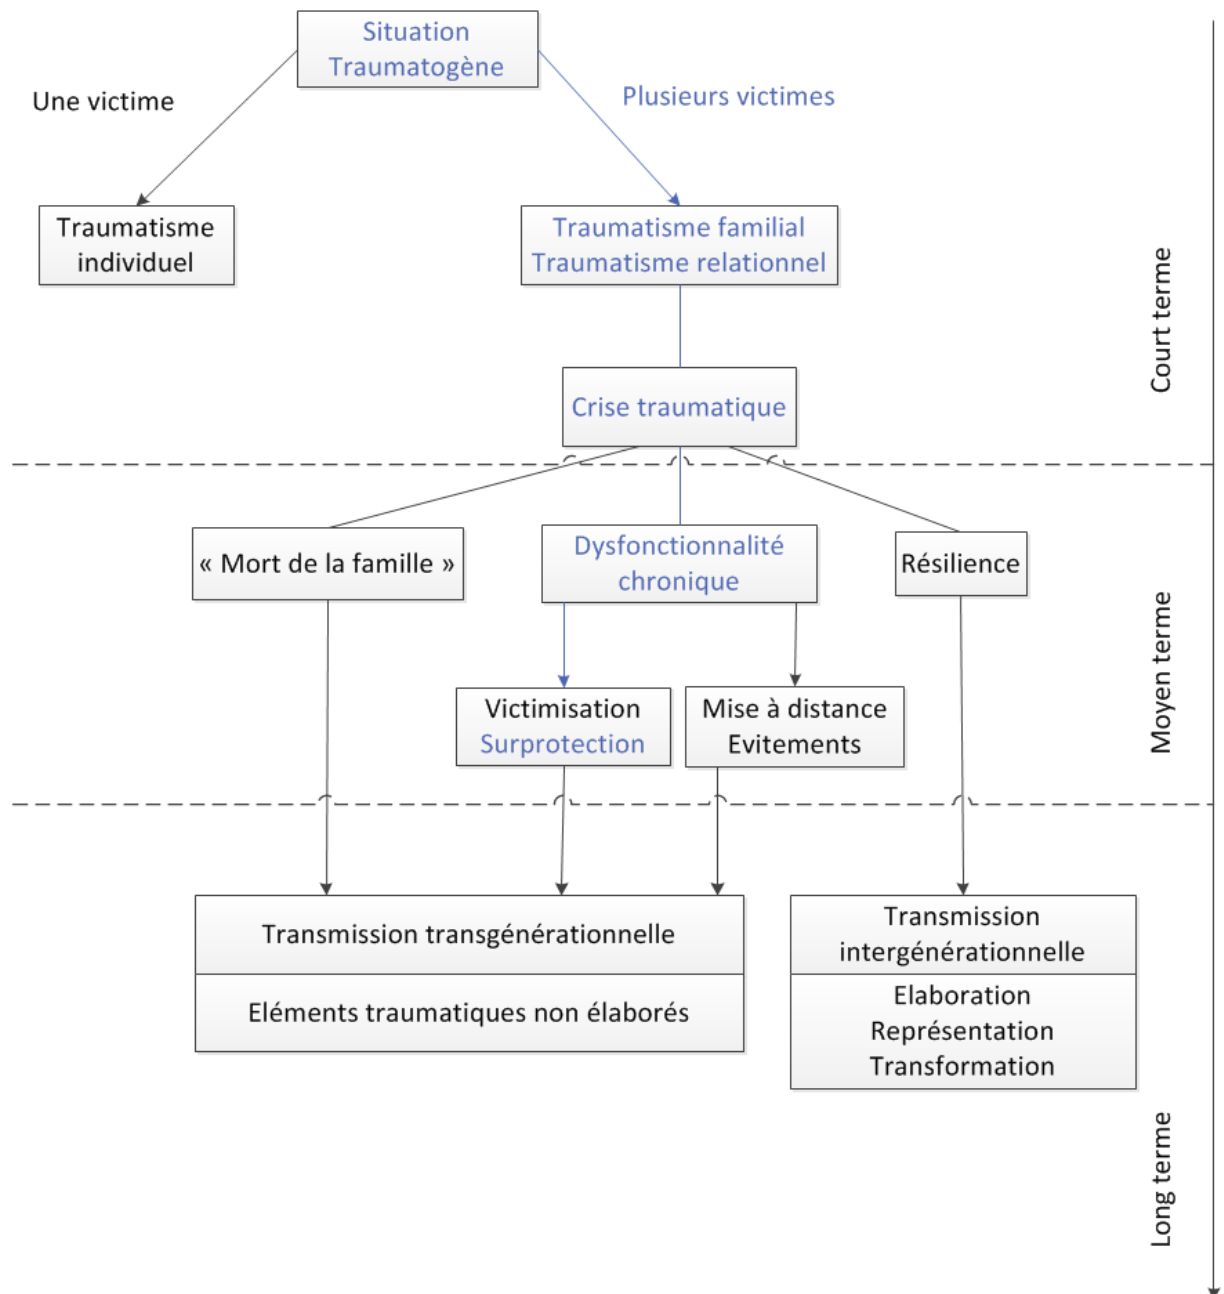 Situation
Traumatogène
Une victime
Plusieurs victimes
Traumatisme
individuel
Traumatisme familial
Traumatisme relationnel
Court terme
Crise traumatique
« Mort de la famille »
Dysfonctionnalité
chronique
Résilience
Moyen terme
Victimisation
Surprotection
Mise à distance
Evitements
Transmission transgénérationnelle
Eléments traumatiques non élaborés
Transmission
intergénérationnelle
Elaboration
Représentation
Transformation
Long terme